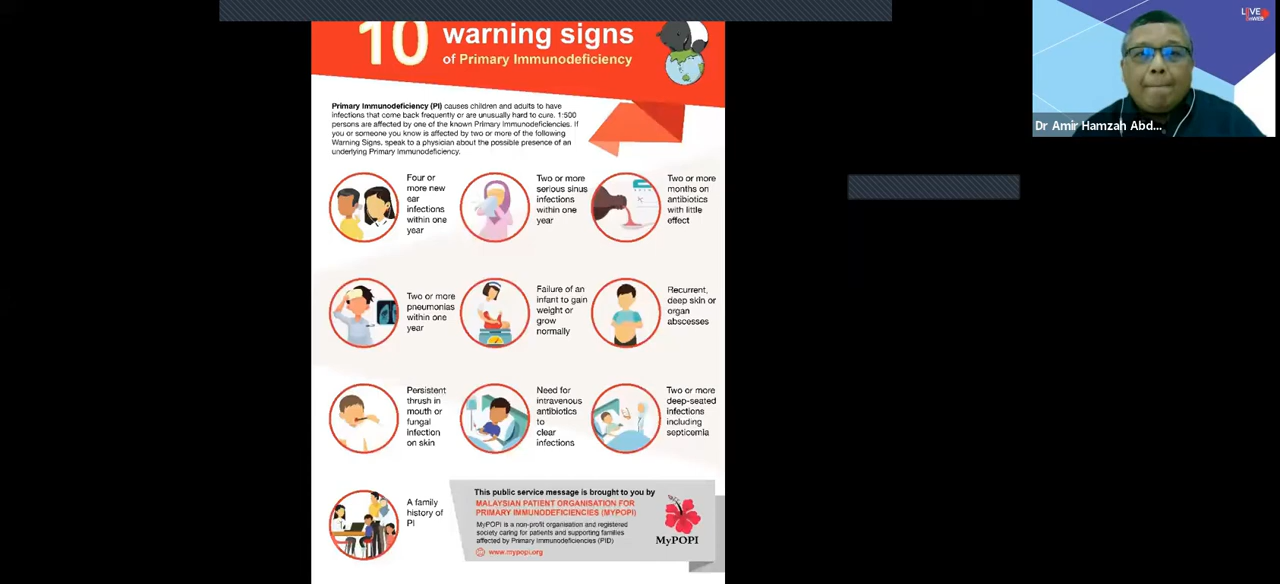 10 warning signs
of Primary Immunodeficiency
LIVE
Dr Amir Hamzah Abd...
Primary Immunodeficiency (PI) causes children and adults to have
infections that come back frequently or are unusually hard to cure. 1:500
persons are affected by one of the known Primary Immunodeficiencies. If
you or someone you know is affected by two or more of the following
Warning Signs, speak to a physician about the possible presence of an
underlying Primary Immunodeficiency.
Four or
more new
ear
infections
within one
year
Two or more
serious sinus
infections
within one
year
Two or more
months on
antibiotics
with little
effect
Two or more
pneumonias
within one
year
Failure of an
infant to gain
weight or
grow
normally
Recurrent,
deep skin or
organ
abscesses
Persistent
thrush in
mouth or
fungal
infection
on skin
Need for
intravenous
antibiotics
to
clear
infections
Two or more
deep-seated
infections
including
septicemia
A family
history of
PI
This public service message is brought to you by
MALAYSIAN PATIENT ORGANISATION FOR
PRIMARY IMMUNODEFICIENCIES (MYPOPI)
MyPOPI is a non-profit organisation and registered
society caring for patients and supporting families
affected by Primary Immunodeficiencies (PID)
www.mypopi.org
MyPOPI